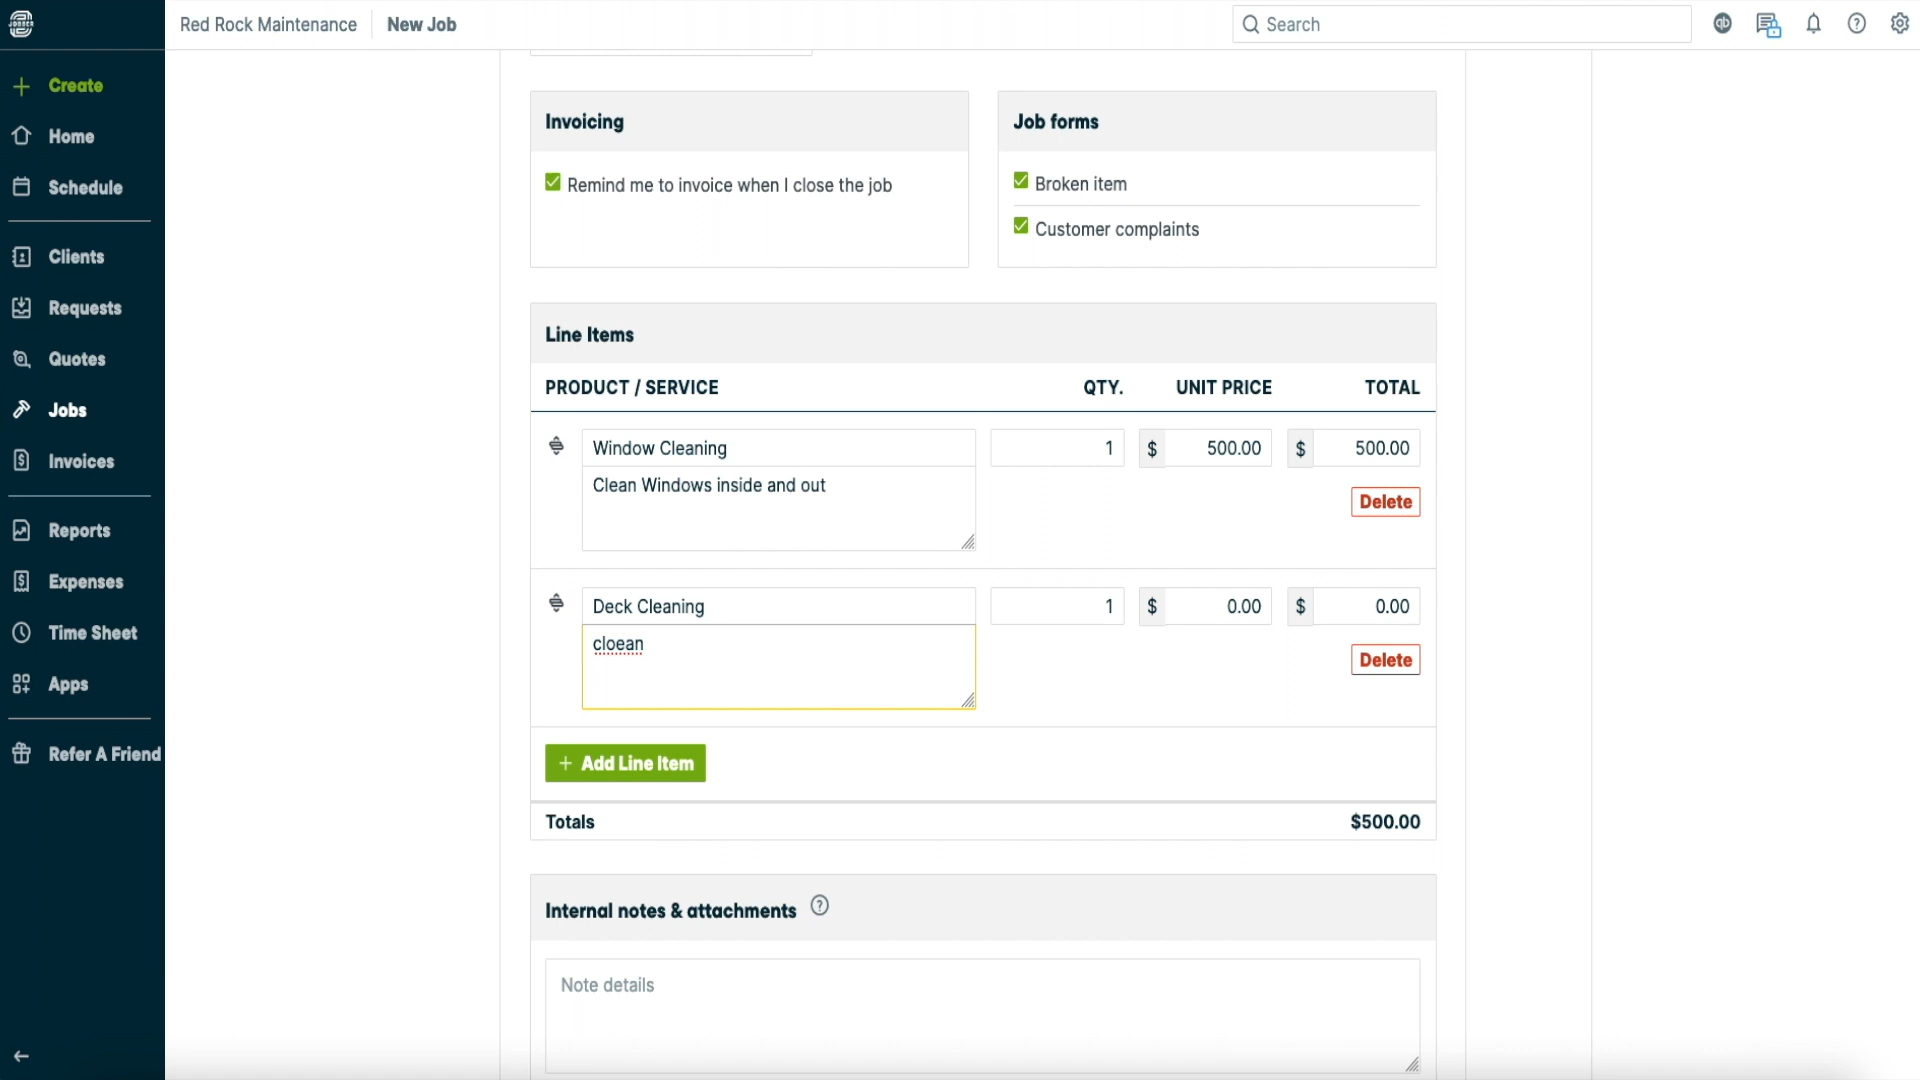 JOBBER
Red Rock Maintenance
New Job
Search
qb
Create
Home
Schedule
Clients
Requests
Quotes
Jobs
Invoices
Reports
Expenses
Time Sheet
Apps
Refer A Friend
Invoicing
Remind me to invoice when I close the job
Job forms
Broken item
Customer complaints
Line Items
PRODUCT / SERVICE QTY. UNIT PRICE TOTAL
Window Cleaning 1 $ 500.00 $ 500.00
Clean Windows inside and out
Delete
Deck Cleaning 1 $ 0.00 $ 0.00
cloean
Delete
+ Add Line Item
Totals $500.00
Internal notes & attachments ?
Note details